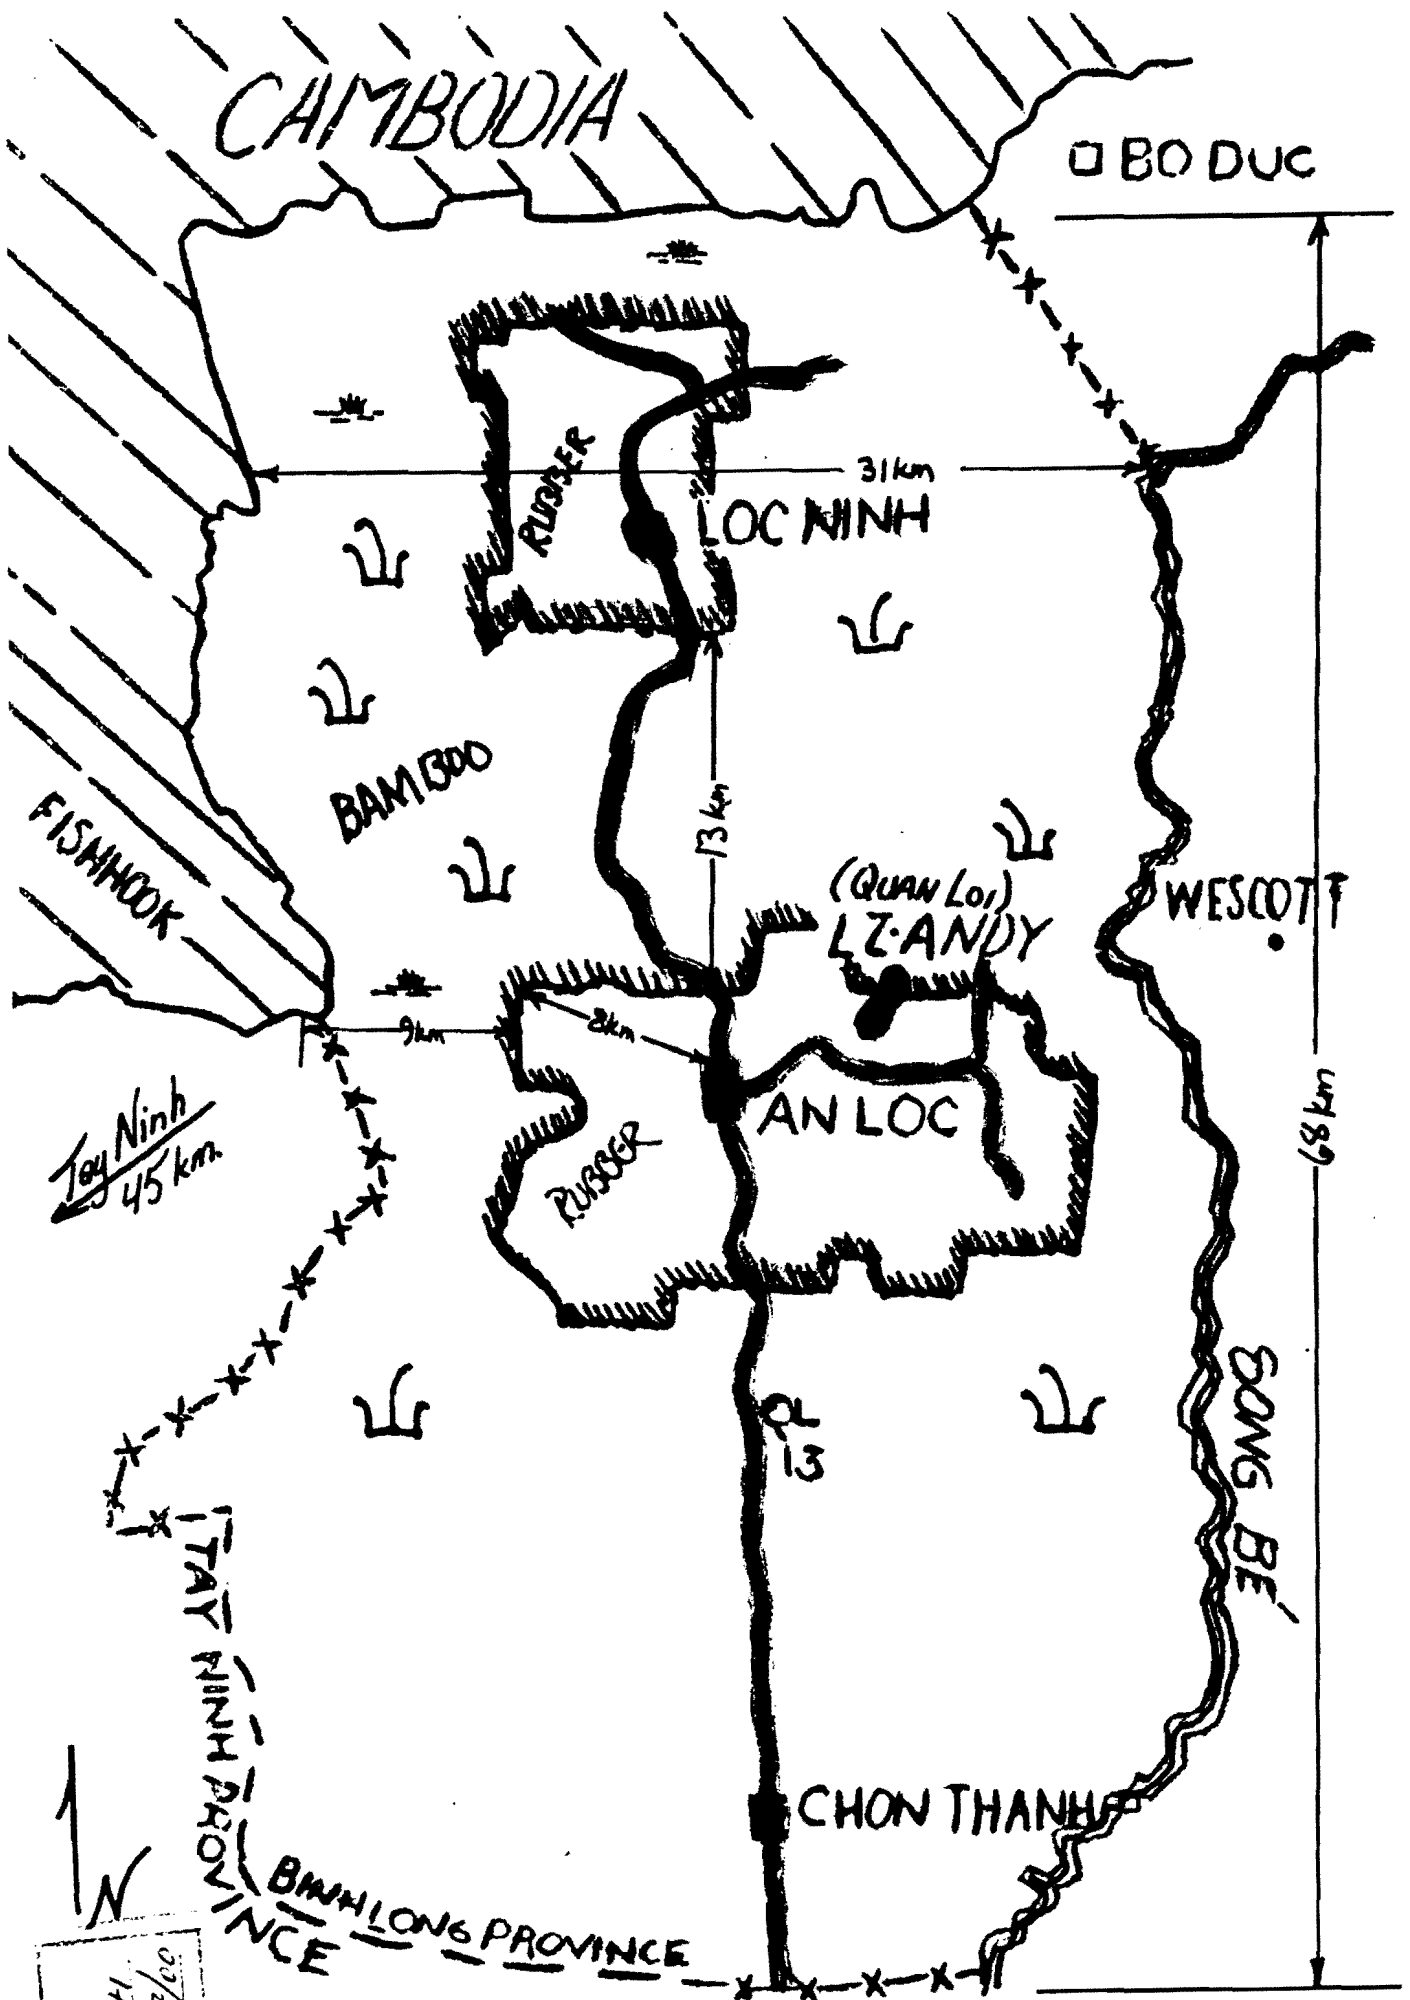 CAMBODIA
BO DUC
31km
RUBBER
LOC NINH
BAMBOO
13km
FISHHOOK
(QUAN LOI)
LZ. ANDY
WESCOTT
9km
8km
AN LOC
Tay Ninh
45 km.
RUBBER
68km
QL
13
SONG BE
TAY NINH PROVINCE
CHON THANH
BINH LONG PROVINCE
N